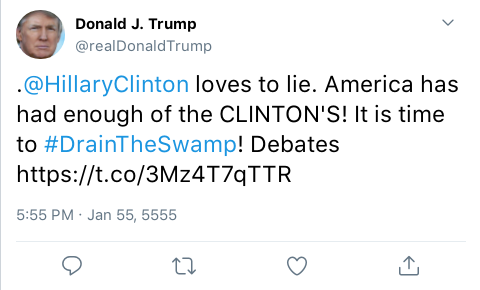 Donald J. Trump
@realDonaldTrump
.@HillaryClinton loves to lie. America has
had enough of the CLINTON'S! It is time
to #DrainTheSwamp! Debates
https://t.co/3Mz4T7qTTR
5:55 PM · Jan 55, 5555